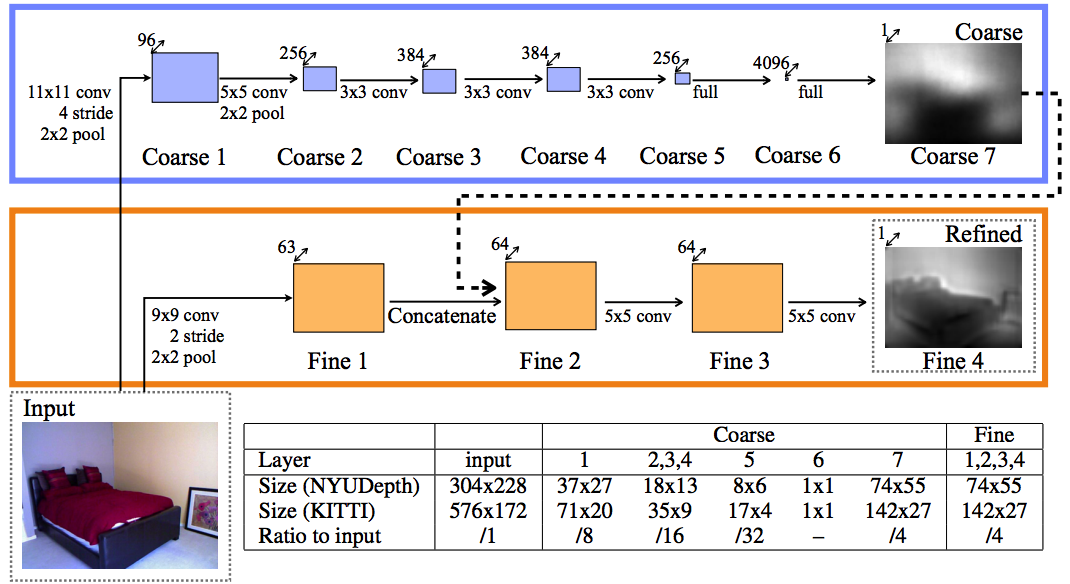 96
256
384
384
256
4096
1
Coarse
11x11 conv
4 stride
2x2 pool
5x5 conv
2x2 pool
3x3 conv
3x3 conv
3x3 conv
full
full
Coarse 1
Coarse 2
Coarse 3
Coarse 4
Coarse 5
Coarse 6
Coarse 7
63
64
64
1
Refined
9x9 conv
2 stride
2x2 pool
Concatenate
5x5 conv
5x5 conv
Fine 1
Fine 2
Fine 3
Fine 4
Input
Coarse Fine
Layer input 1 2,3,4 5 6 7 1,2,3,4
Size (NYUDepth) 304x228 37x27 18x13 8x6 1x1 74x55 74x55
Size (KITTI) 576x172 71x20 35x9 17x4 1x1 142x27 142x27
Ratio to input /1 /8 /16 /32 – /4 /4